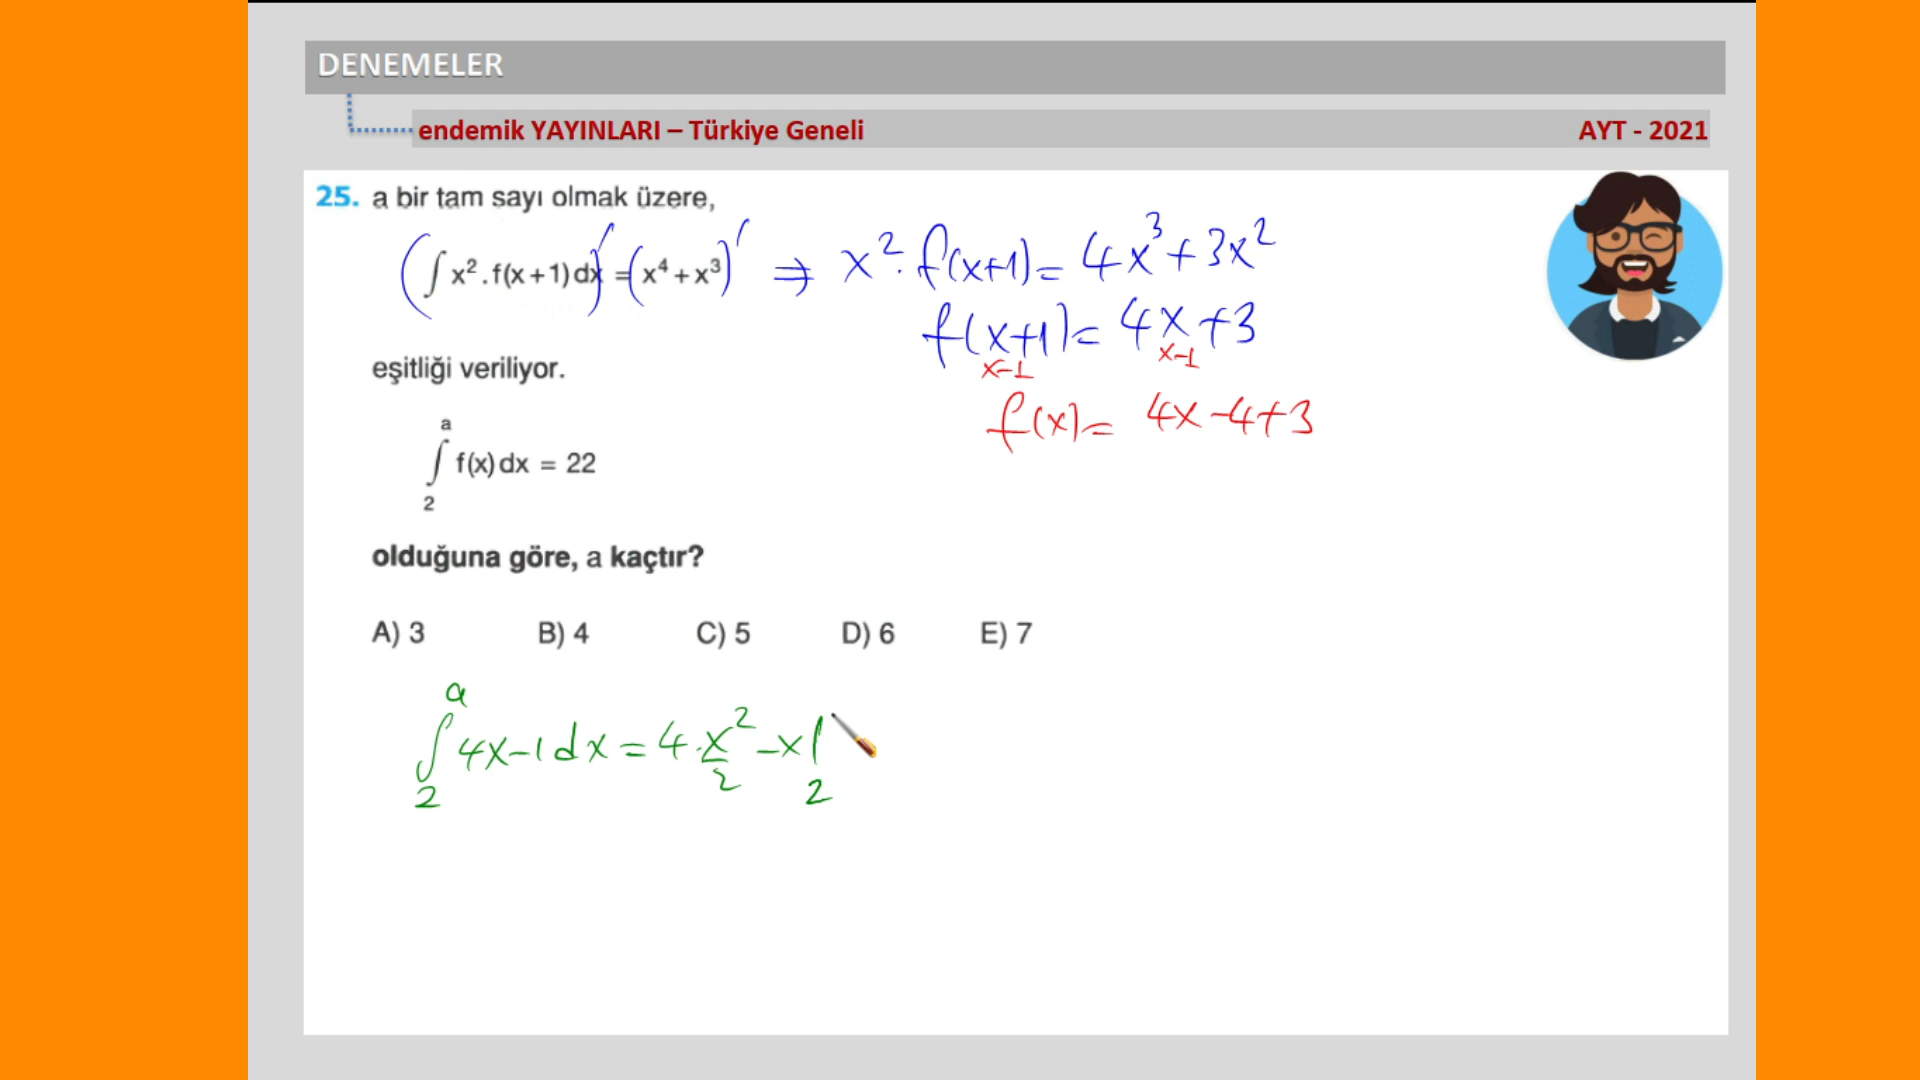 DENEMELER
endemik YAYINLARI – Türkiye Geneli AYT - 2021
25. a bir tam sayı olmak üzere,
(∫ x².f(x+1)dx)′ = (x⁴+x³)′ ⇒ x².f(x+1) = 4x³+3x²
f(x+1) = 4x+3
x-1 x-1
eşitliği veriliyor.
f(x) = 4x-4+3
a
∫ f(x)dx = 22
2
olduğuna göre, a kaçtır?
A) 3 B) 4 C) 5 D) 6 E) 7
a
∫ 4x-1dx = 4.x²/2 -x|
2 2